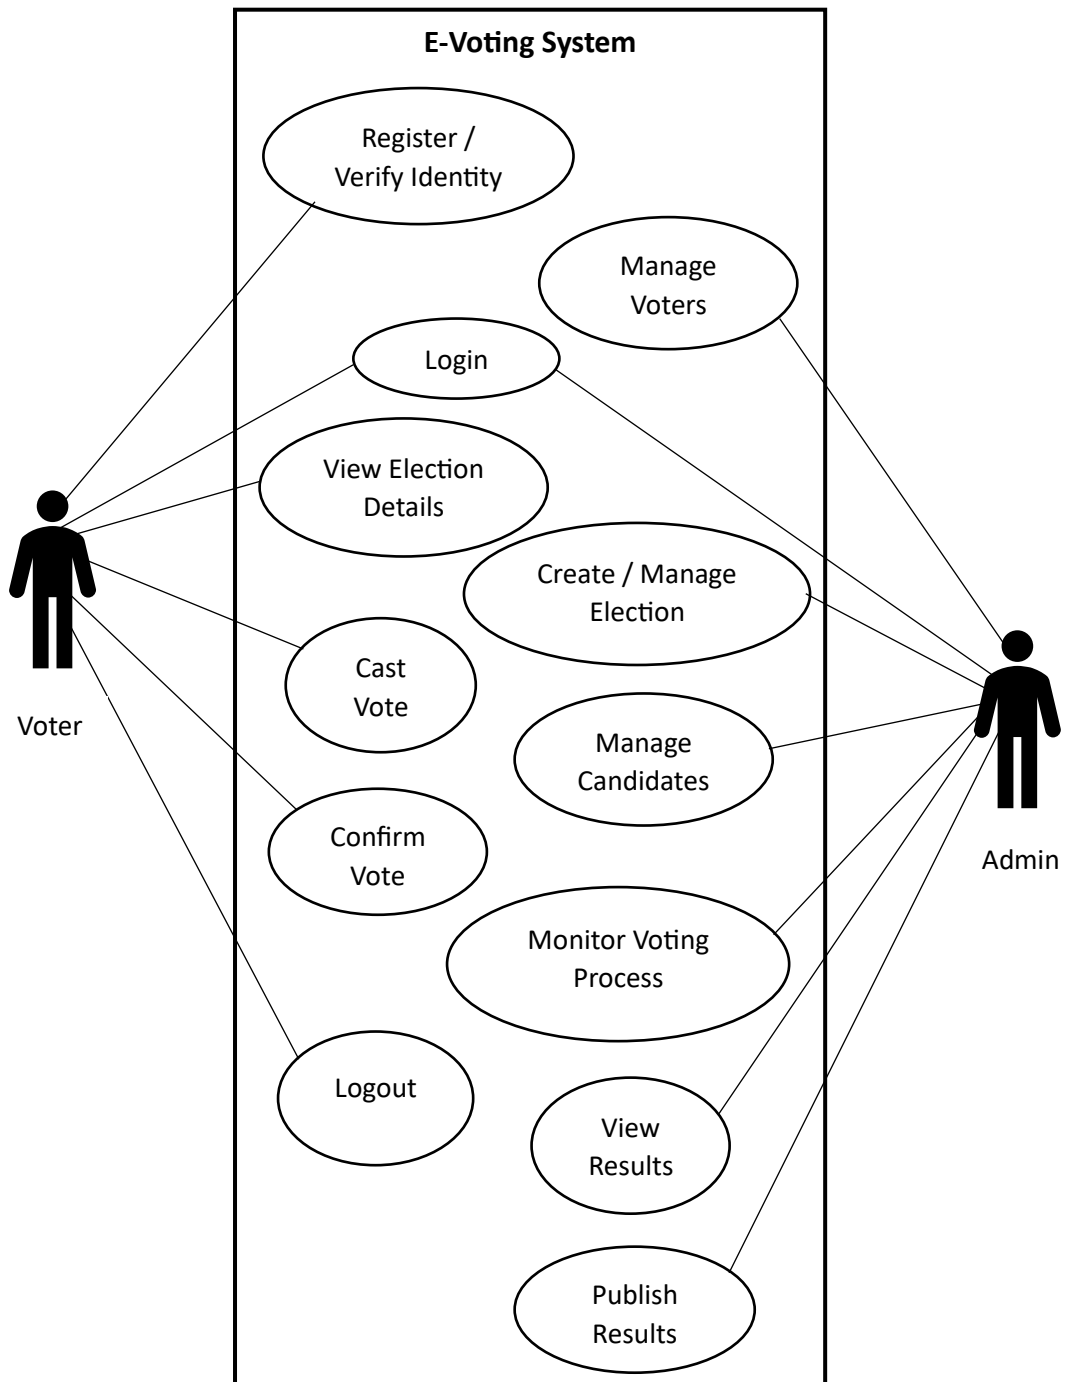 E-Voting System
Register /
Verify Identity
Manage
Voters
Login
View Election
Details
Create / Manage
Election
Cast
Vote
Voter
Manage
Candidates
Confirm
Vote
Admin
Monitor Voting
Process
Logout
View
Results
Publish
Results